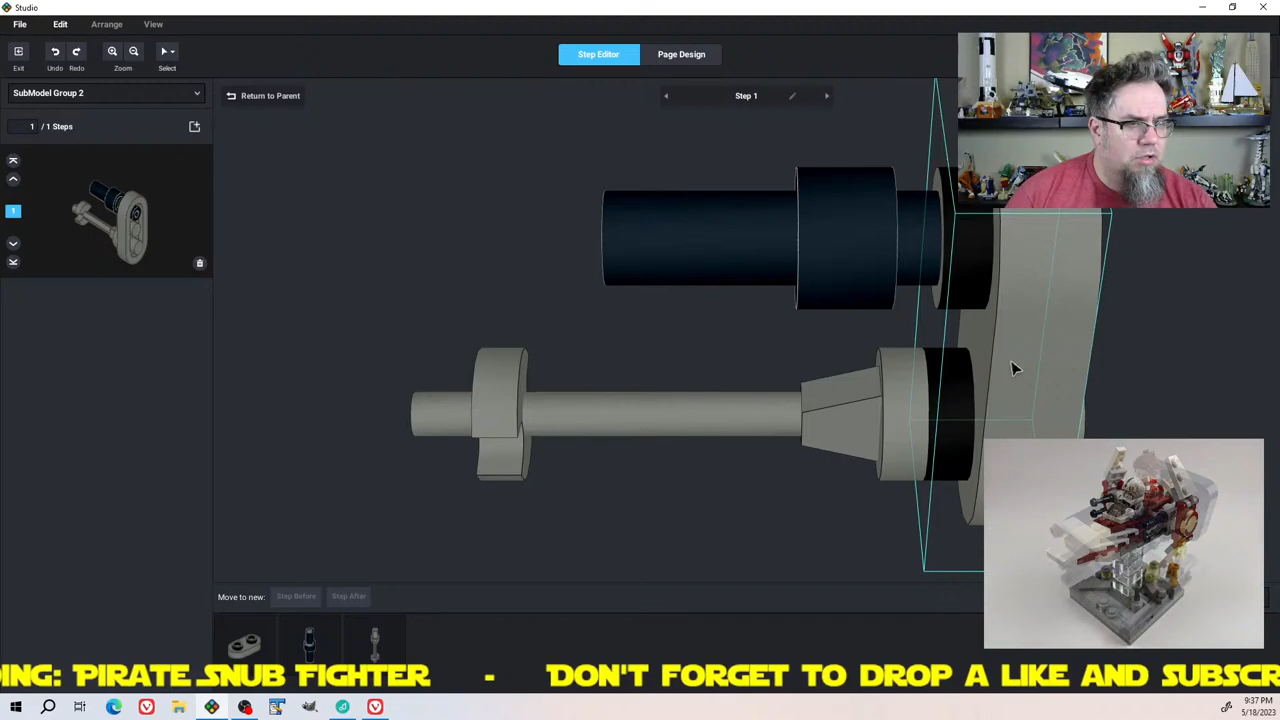 Studio
File Edit Arrange View
Exit Undo Redo Zoom Select
Step Editor Page Design
SubModel Group 2
Return to Parent
Step 1
1 / 1 Steps
1
Move to new: Step Before Step After
DING: PIRATE SNUB FIGHTER - DON'T FORGET TO DROP A LIKE AND SUBSCR
9:37 PM
5/18/2023